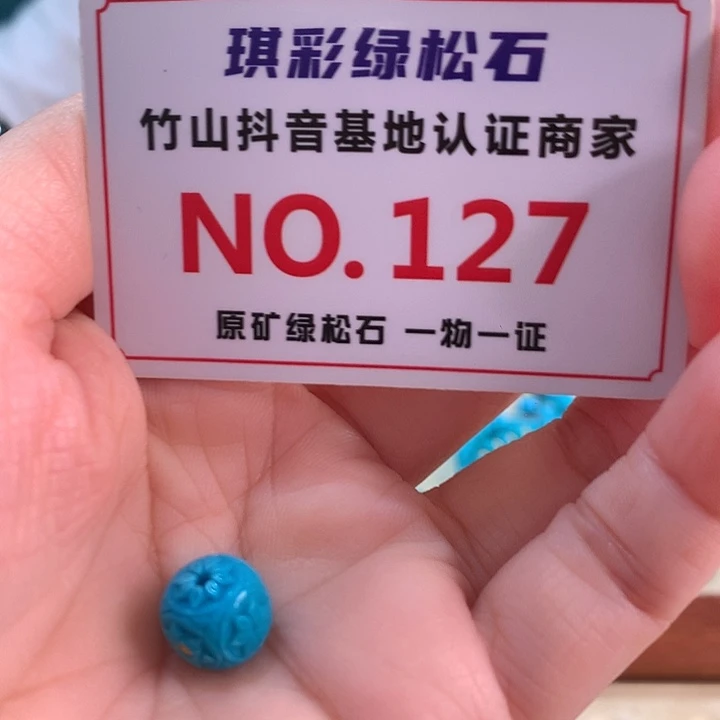 琪彩绿松石
竹山抖音基地认证商家
NO.127
原矿绿松石 一物一证